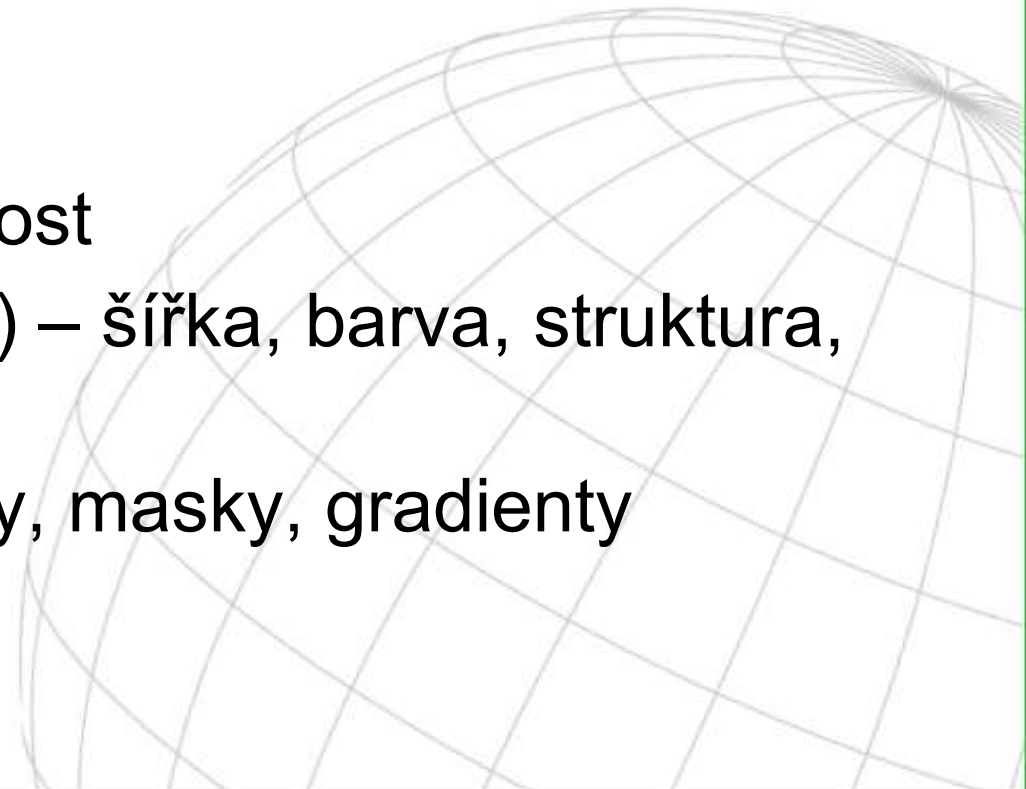 ost
) – šířka, barva, struktura,
y, masky, gradienty